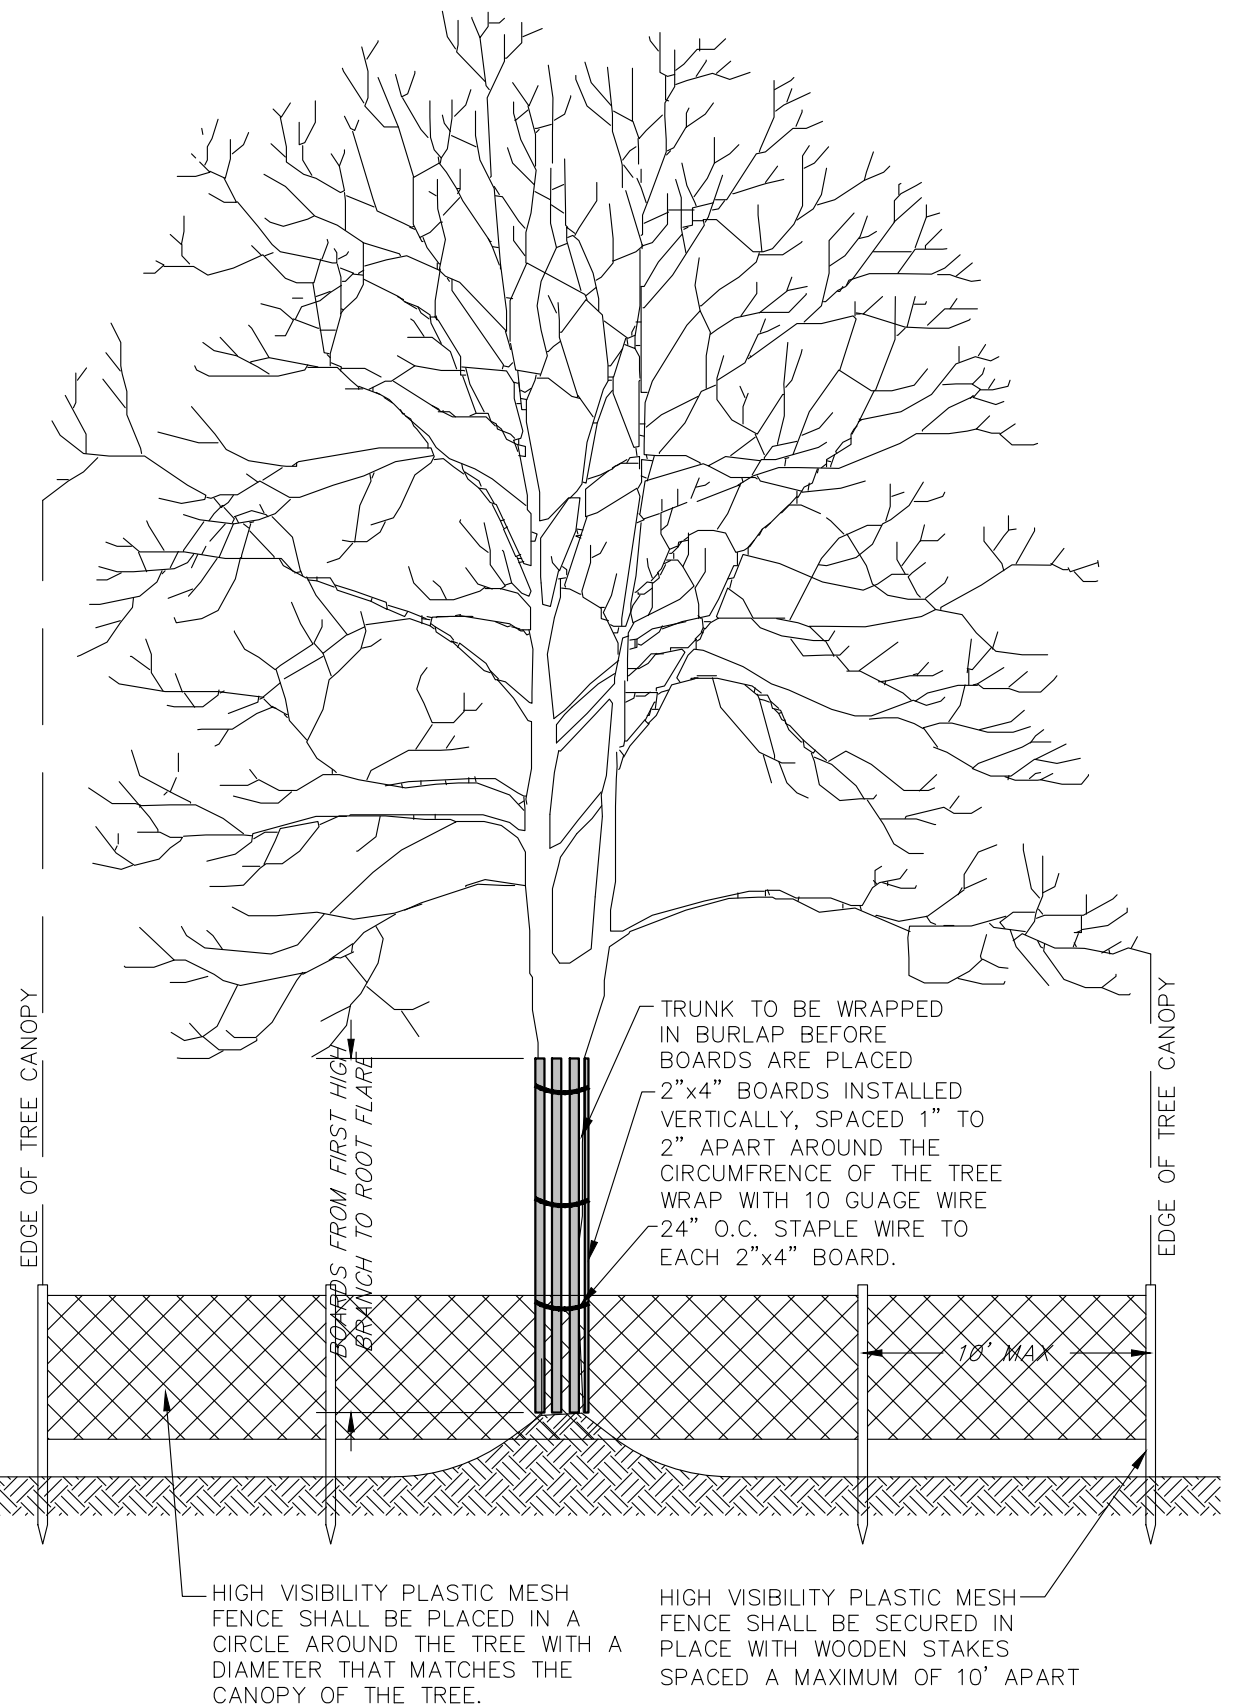 EDGE OF TREE CANOPY
BOARDS FROM FIRST HIGH
BRANCH TO ROOT FLARE
TRUNK TO BE WRAPPED
IN BURLAP BEFORE
BOARDS ARE PLACED
2"x4" BOARDS INSTALLED
VERTICALLY, SPACED 1" TO
2" APART AROUND THE
CIRCUMFRENCE OF THE TREE
WRAP WITH 10 GUAGE WIRE
24" O.C. STAPLE WIRE TO
EACH 2"x4" BOARD.
EDGE OF TREE CANOPY
10' MAX
HIGH VISIBILITY PLASTIC MESH
FENCE SHALL BE PLACED IN A
CIRCLE AROUND THE TREE WITH A
DIAMETER THAT MATCHES THE
CANOPY OF THE TREE.
HIGH VISIBILITY PLASTIC MESH
FENCE SHALL BE SECURED IN
PLACE WITH WOODEN STAKES
SPACED A MAXIMUM OF 10' APART